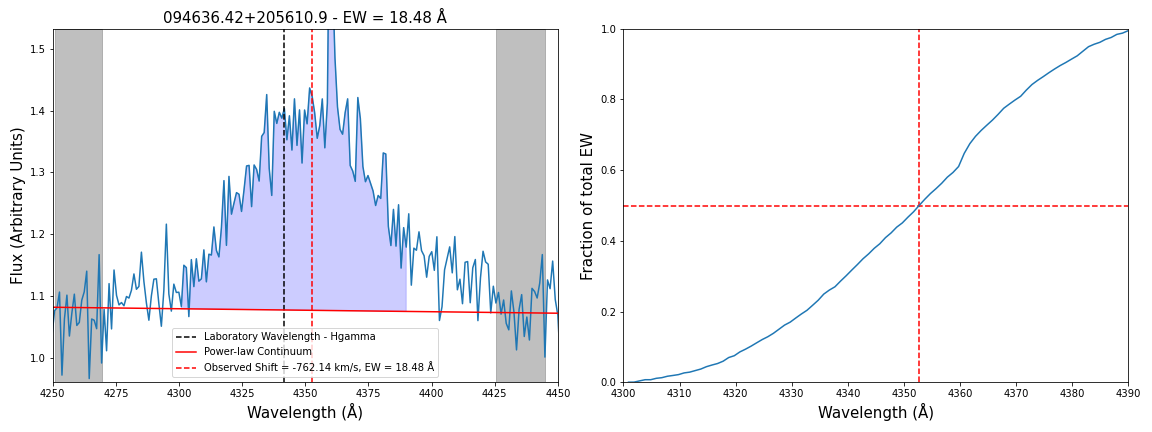 094636.42+205610.9 - EW = 18.48 Å
Flux (Arbitrary Units)
1.5
1.4
1.3
1.2
1.1
1.0
Laboratory Wavelength - Hgamma
Power-law Continuum
Observed Shift = -762.14 km/s, EW = 18.48 Å
4250 4275 4300 4325 4350 4375 4400 4425 4450
Wavelength (Å)
Fraction of total EW
1.0
0.8
0.6
0.4
0.2
0.0
4300 4310 4320 4330 4340 4350 4360 4370 4380 4390
Wavelength (Å)